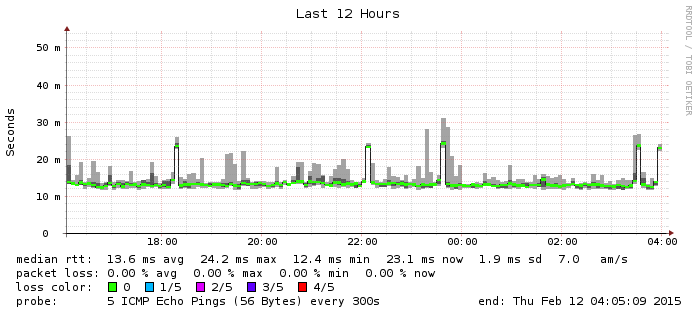 Last 12 Hours
RRDTOOL / TOBI OETIKER
Seconds
50 m
40 m
30 m
20 m
10 m
0
18:00 20:00 22:00 00:00 02:00 04:00
median rtt: 13.6 ms avg 24.2 ms max 12.4 ms min 23.1 ms now 1.9 ms sd 7.0 am/s
packet loss: 0.00 % avg 0.00 % max 0.00 % min 0.00 % now
loss color: 0 1/5 2/5 3/5 4/5
probe: 5 ICMP Echo Pings (56 Bytes) every 300s end: Thu Feb 12 04:05:09 2015